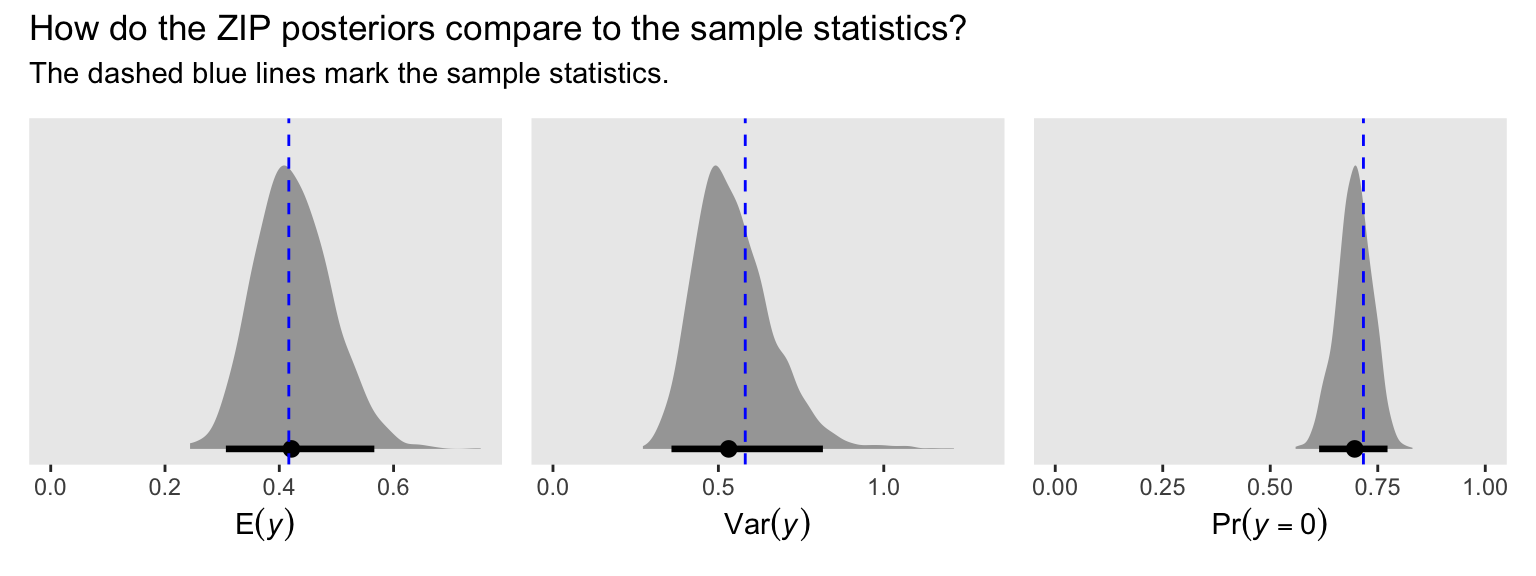 How do the ZIP posteriors compare to the sample statistics?
The dashed blue lines mark the sample statistics.
0.0 0.2 0.4 0.6
E(y)
0.0 0.5 1.0
Var(y)
0.00 0.25 0.50 0.75 1.00
Pr(y = 0)